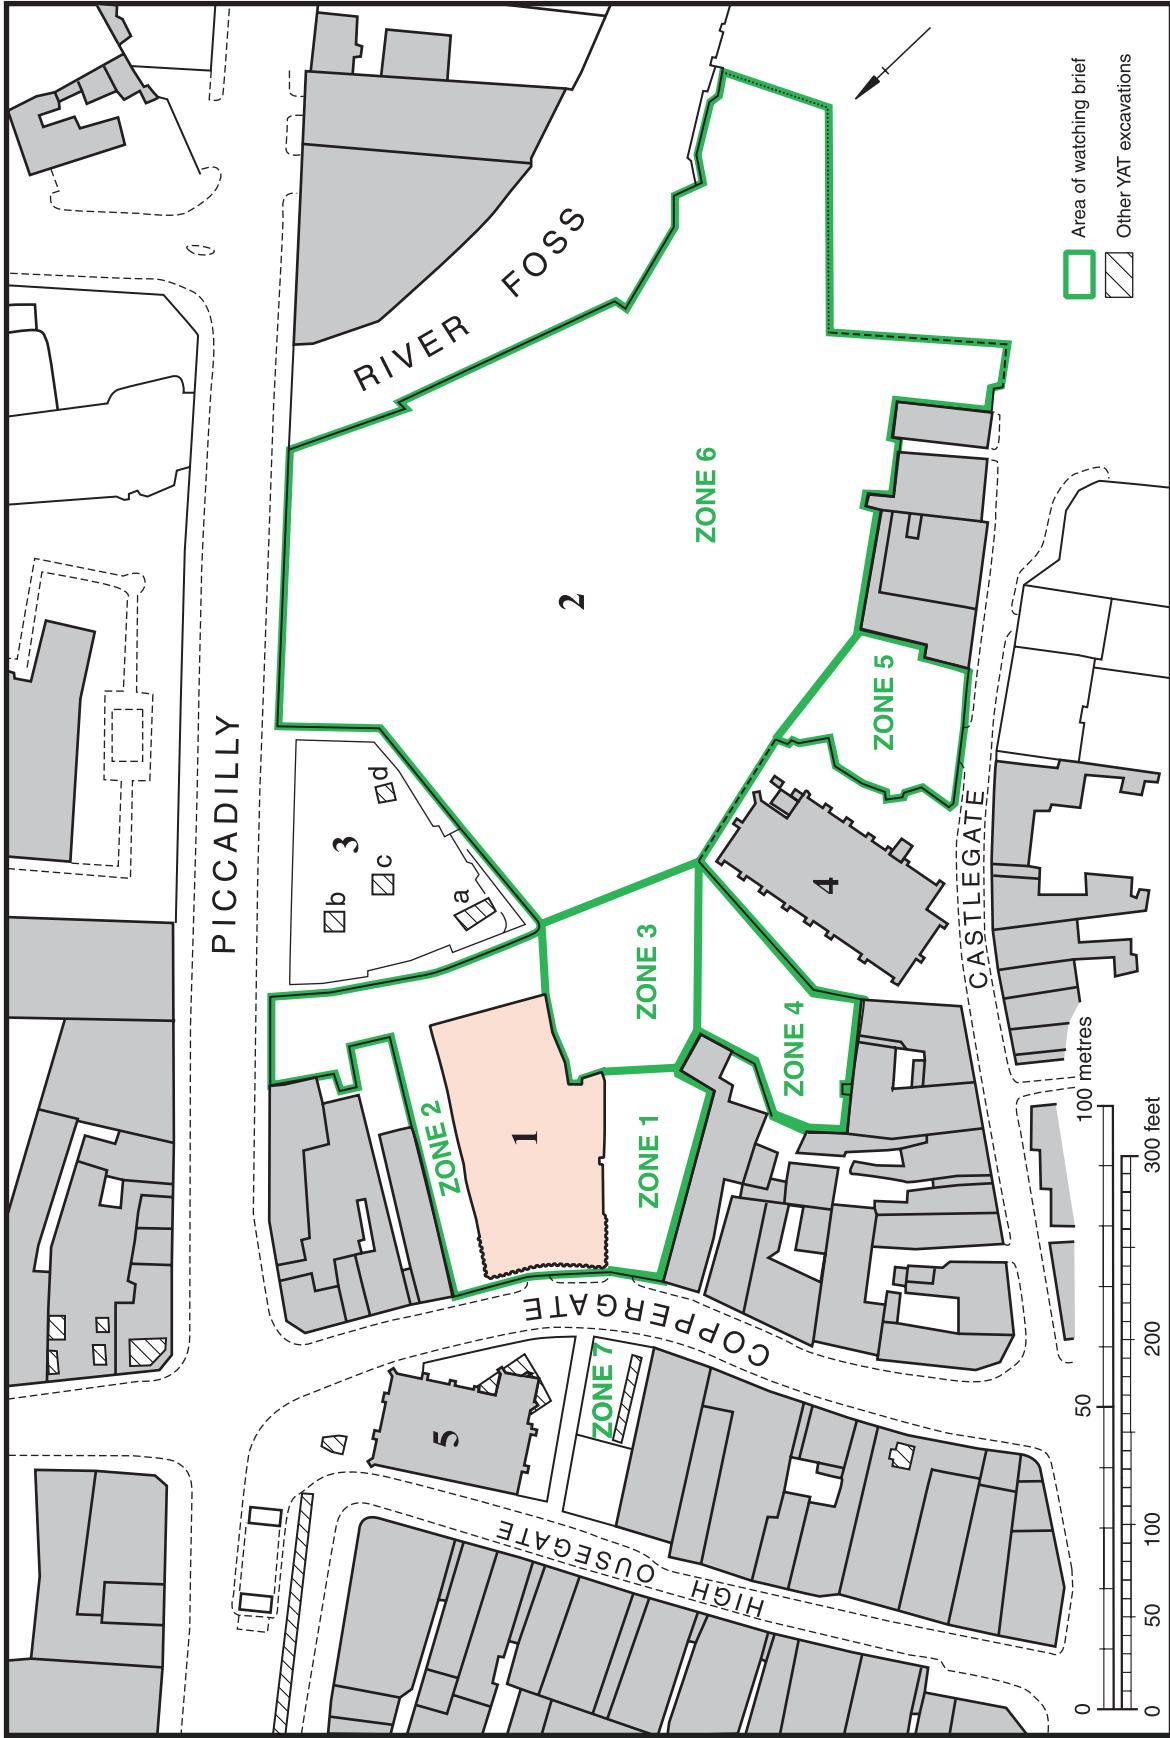 PICCADILLY
RIVER FOSS
ZONE 6
2
3
a
b
c
d
ZONE 5
ZONE 3
4
ZONE 4
CASTLEGATE
ZONE 2
1
ZONE 1
COPPERGATE
ZONE 7
5
HIGH OUSEGATE
Area of watching brief
Other YAT excavations
0
50
100 metres
0
50
100
200
300 feet